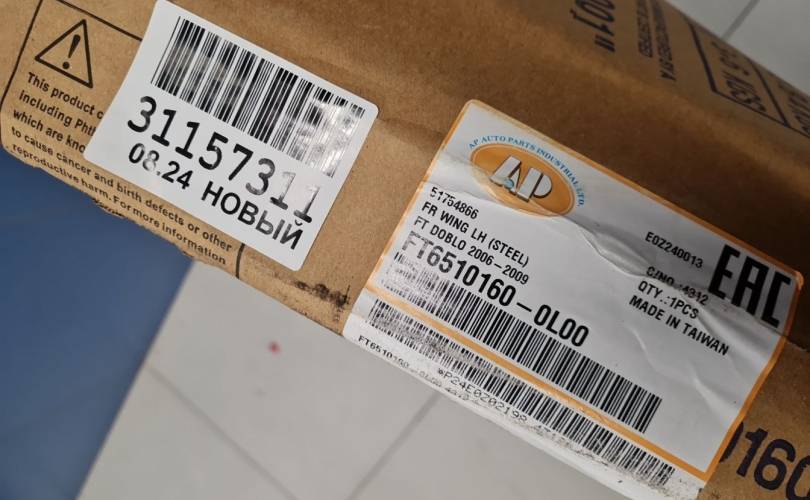 This product c
including Phth
which are kno
to cause cancer and birth defects or other
reproductive harm. For more information
31157311
08.24 НОВЫЙ
AP AUTO PARTS INDUSTRIAL LTD.
AP
51754866
FR WING LH (STEEL)
FT DOBLO 2006-2009
FT6510160-0L00
E02240013
C/NO.:4312
QTY.:1PCS
MADE IN TAIWAN
EAC
*P24E0202198